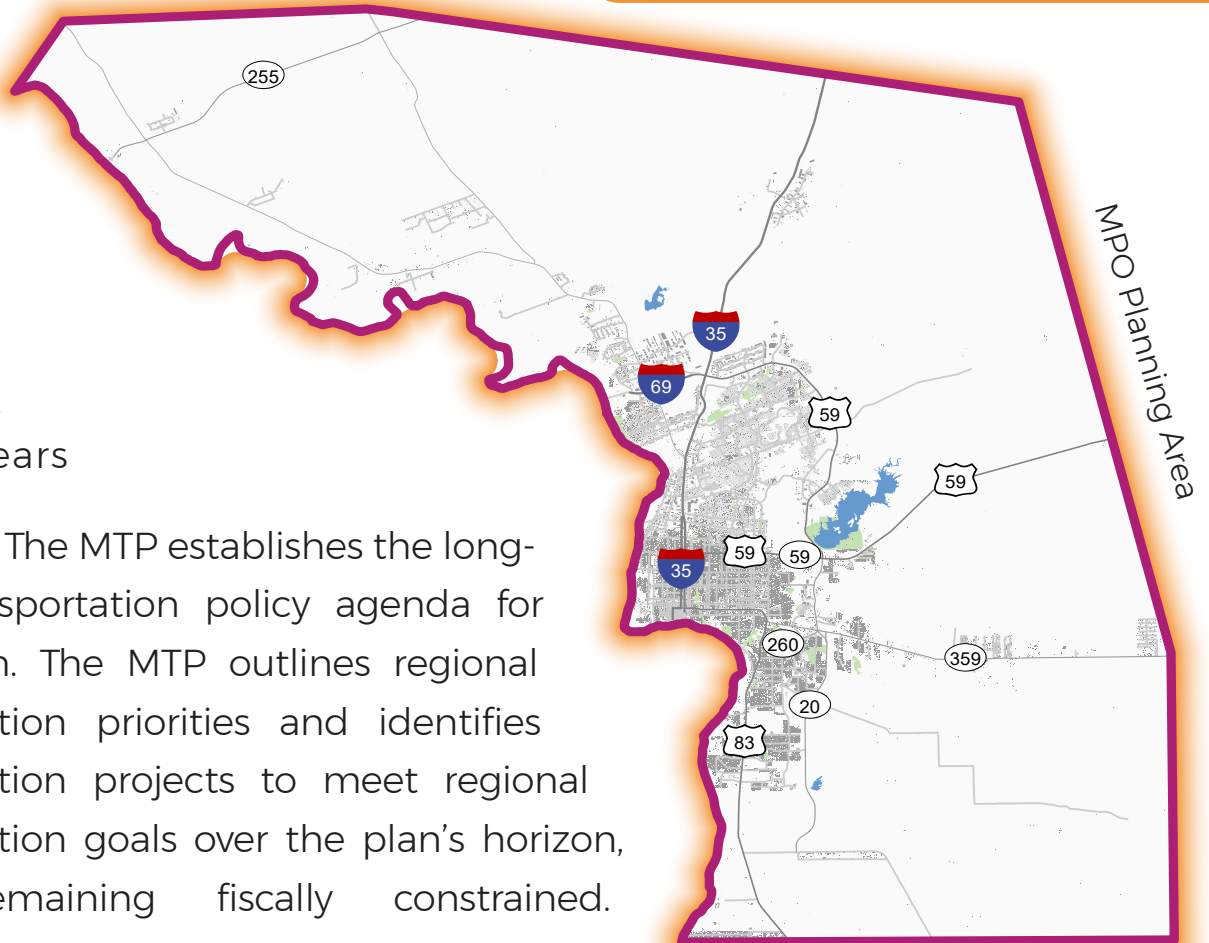 255
MPO Planning Area
35
69
59
ears
59
The MTP establishes the long-
59
59
35
sportation policy agenda for
n. The MTP outlines regional
260
359
tion priorities and identifies
20
83
tion projects to meet regional
tion goals over the plan's horizon,
emaining fiscally constrained.